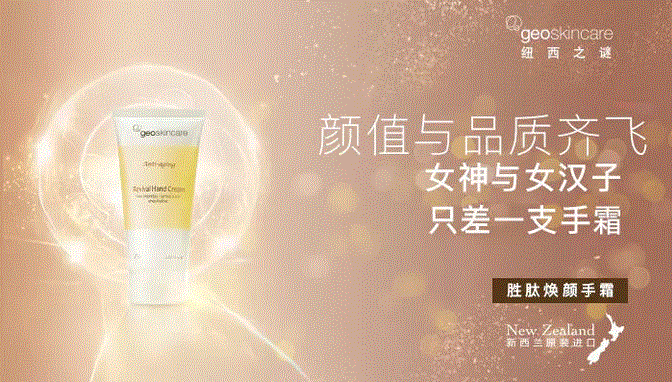 geoskincare
纽西之谜
颜值与品质齐飞
女神与女汉子
只差一支手霜
胜肽焕颜手霜
New Zealand
新西兰原装进口
geoskincare
Revival Hand Cream